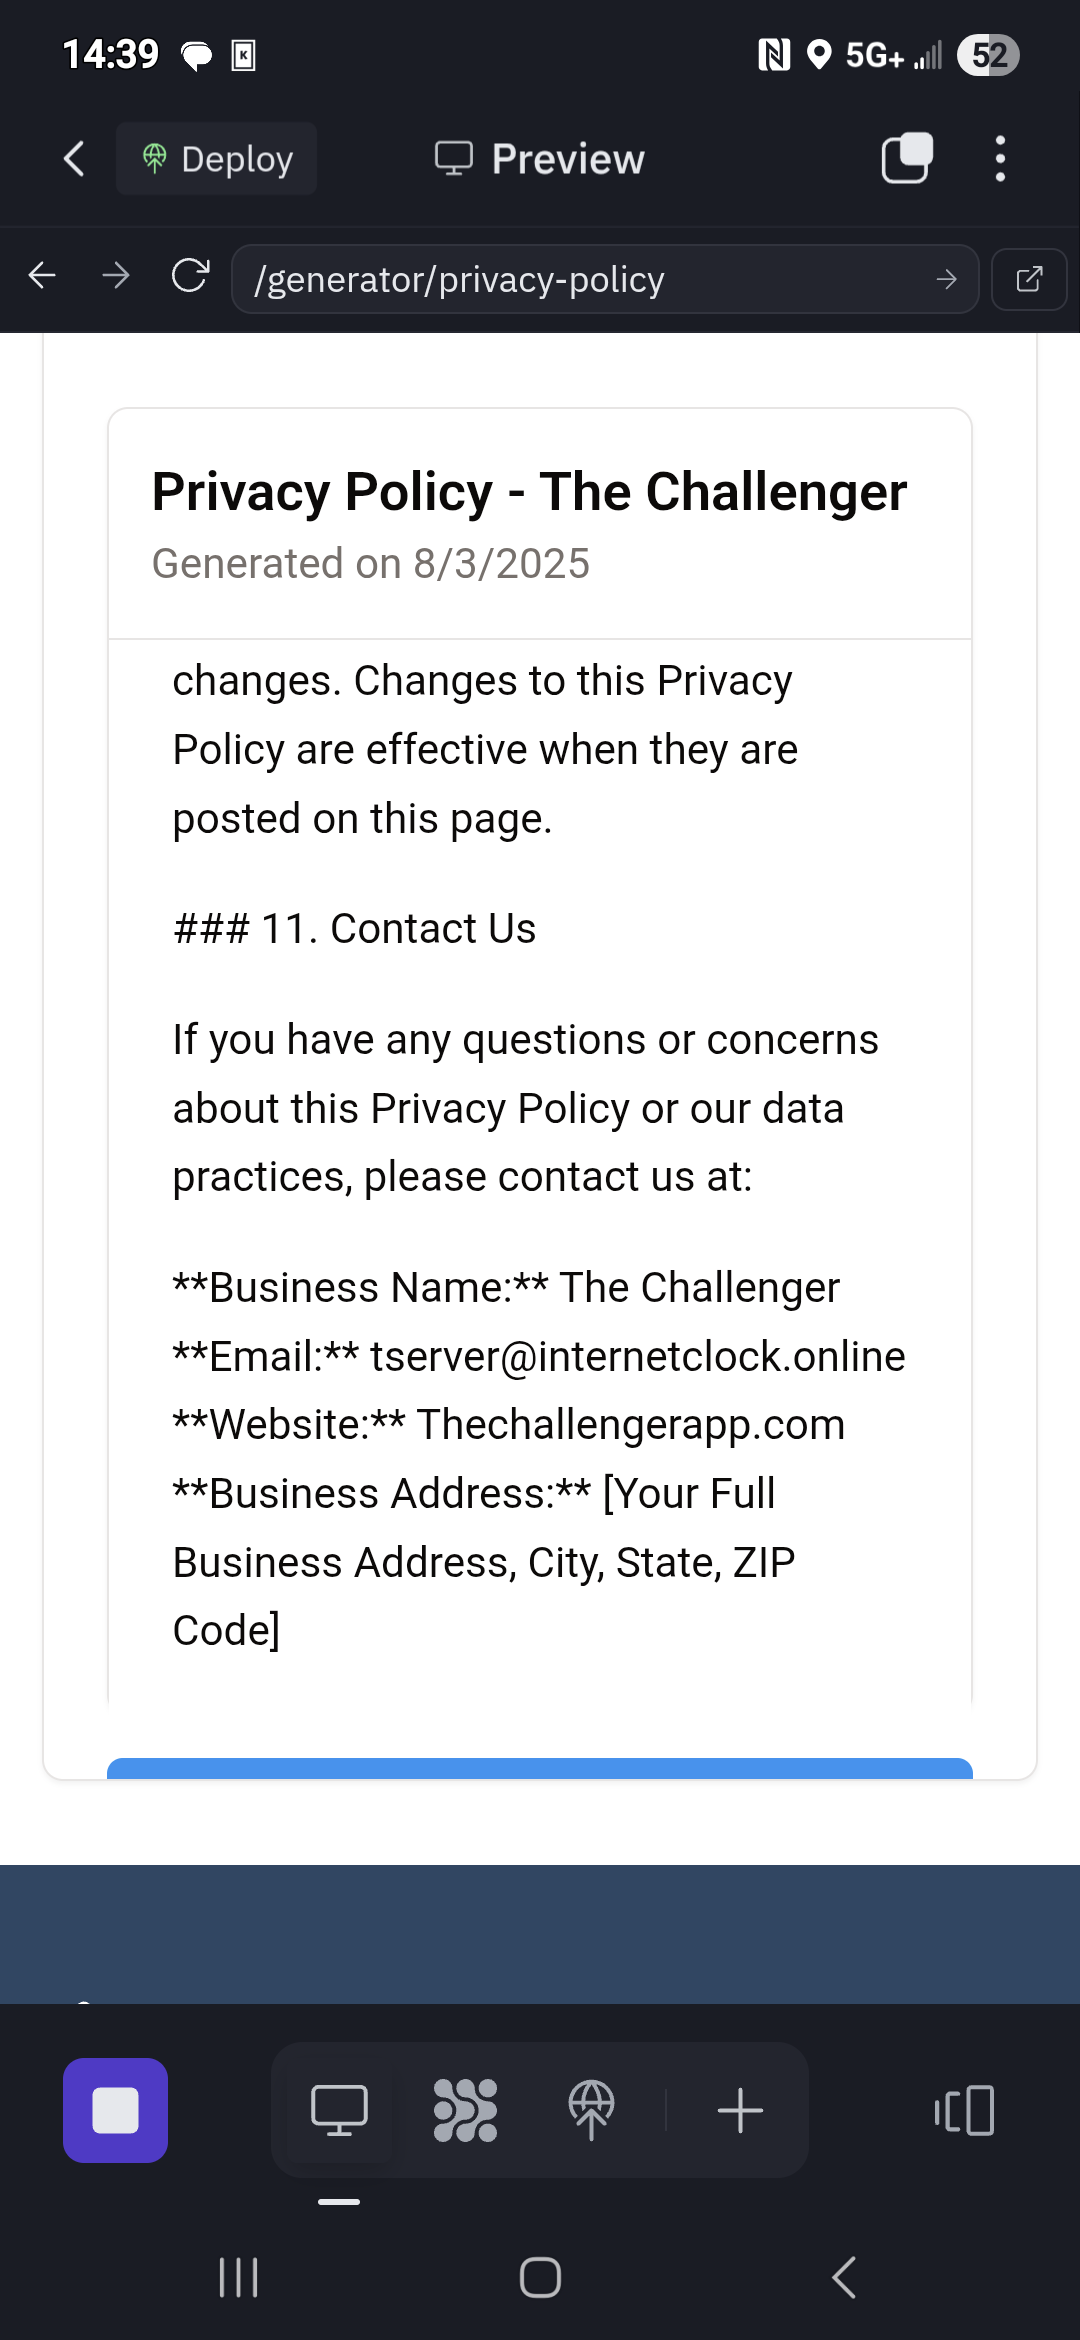 14:39 K 5G+ 52
Deploy Preview
/generator/privacy-policy
Privacy Policy - The Challenger
Generated on 8/3/2025
changes. Changes to this Privacy
Policy are effective when they are
posted on this page.
### 11. Contact Us
If you have any questions or concerns
about this Privacy Policy or our data
practices, please contact us at:
**Business Name:** The Challenger
**Email:** tserver@internetclock.online
**Website:** Thechallengerapp.com
**Business Address:** [Your Full
Business Address, City, State, ZIP
Code]